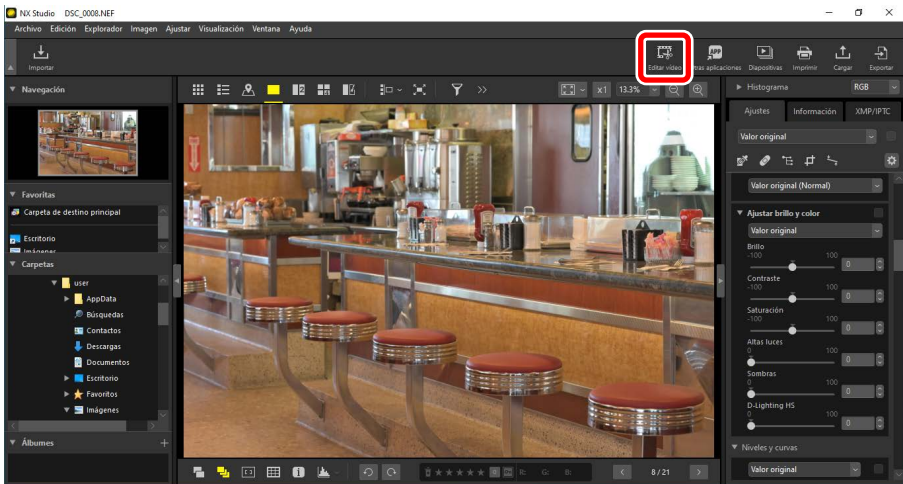 NX Studio DSC_0008.NEF
Archivo Edición Explorador Imagen Ajustar Visualización Ventana Ayuda
Importar
Editar vídeo
tras aplicaciones
Diapositivas
Imprimir
Cargar
Exportar
Navegación
x1
13.3%
Histograma
RGB
Ajustes
Información
XMP/IPTC
Valor original
Valor original (Normal)
Favoritas
Carpeta de destino principal
Escritorio
Imágenes
Carpetas
user
AppData
Búsquedas
Contactos
Descargas
Documentos
Escritorio
Favoritos
Imágenes
Álbumes
Ajustar brillo y color
Valor original
Brillo
-100 100
0
Contraste
-100 100
0
Saturación
-100 100
0
Altas luces
0 100
0
Sombras
0 100
0
D-Lighting HS
0 100
0
Niveles y curvas
Valor original
R: G: B:
8/21